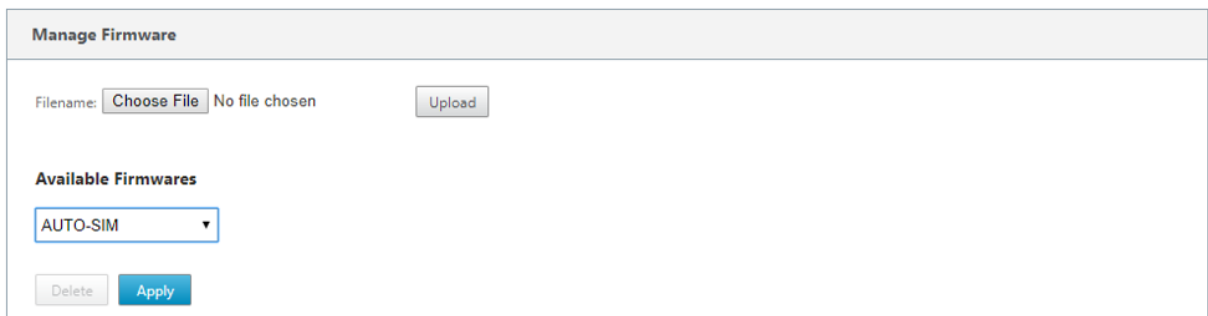 Manage Firmware
Filename: Choose File No file chosen Upload
Available Firmwares
AUTO-SIM
Delete Apply